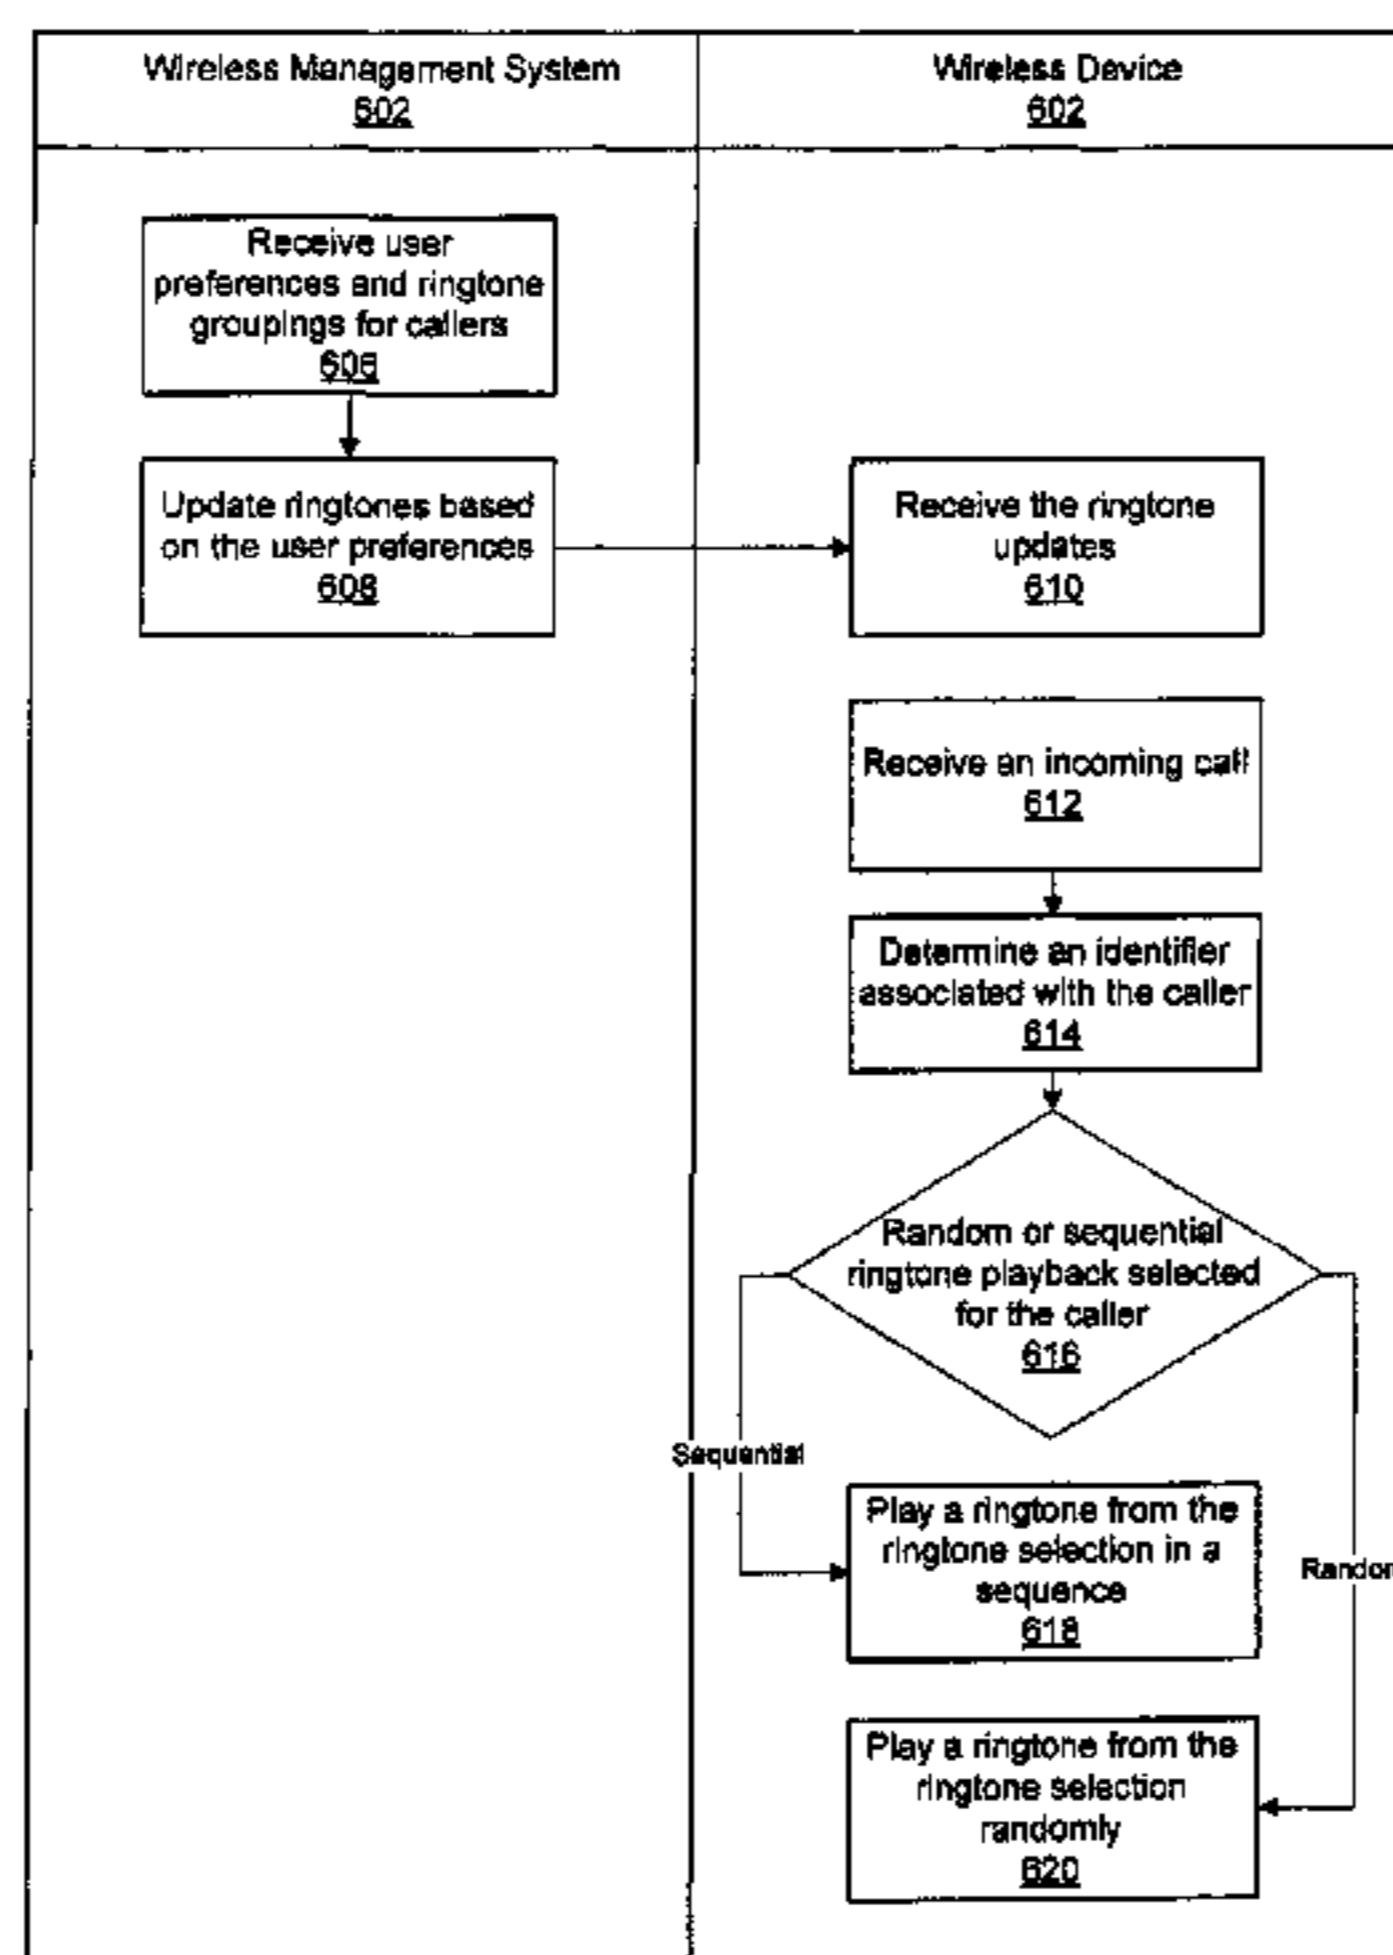 Wireless Management System
602
Wireless Device
602
Receive user
preferences and ringtone
groupings for callers
606
Update ringtones based
on the user preferences
608
Receive the ringtone
updates
610
Receive an incoming call
612
Determine an identifier
associated with the caller
614
Random or sequential
ringtone playback selected
for the caller
616
Sequential
Play a ringtone from the
ringtone selection in a
sequence
618
Random
Play a ringtone from the
ringtone selection
randomly
620